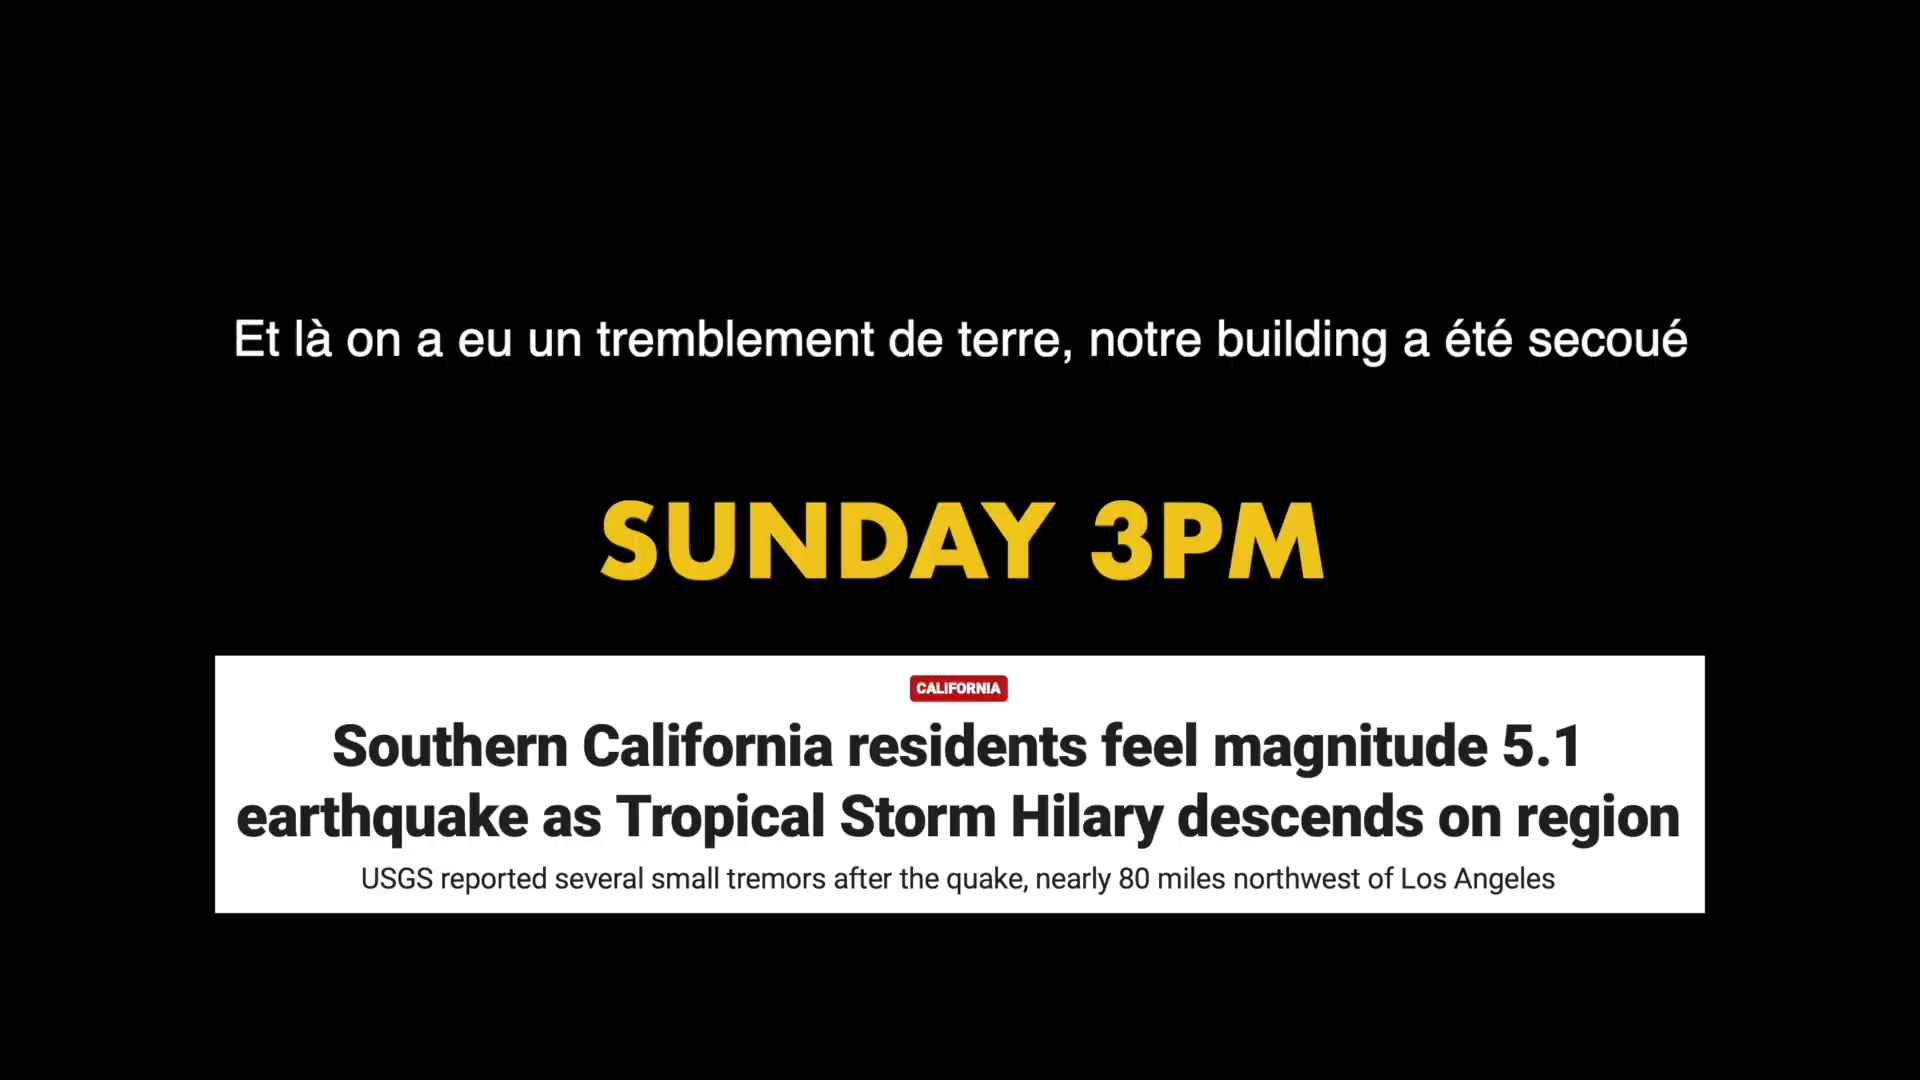 Et là on a eu un tremblement de terre, notre building a été secoué
SUNDAY 3PM
CALIFORNIA
Southern California residents feel magnitude 5.1
earthquake as Tropical Storm Hilary descends on region
USGS reported several small tremors after the quake, nearly 80 miles northwest of Los Angeles